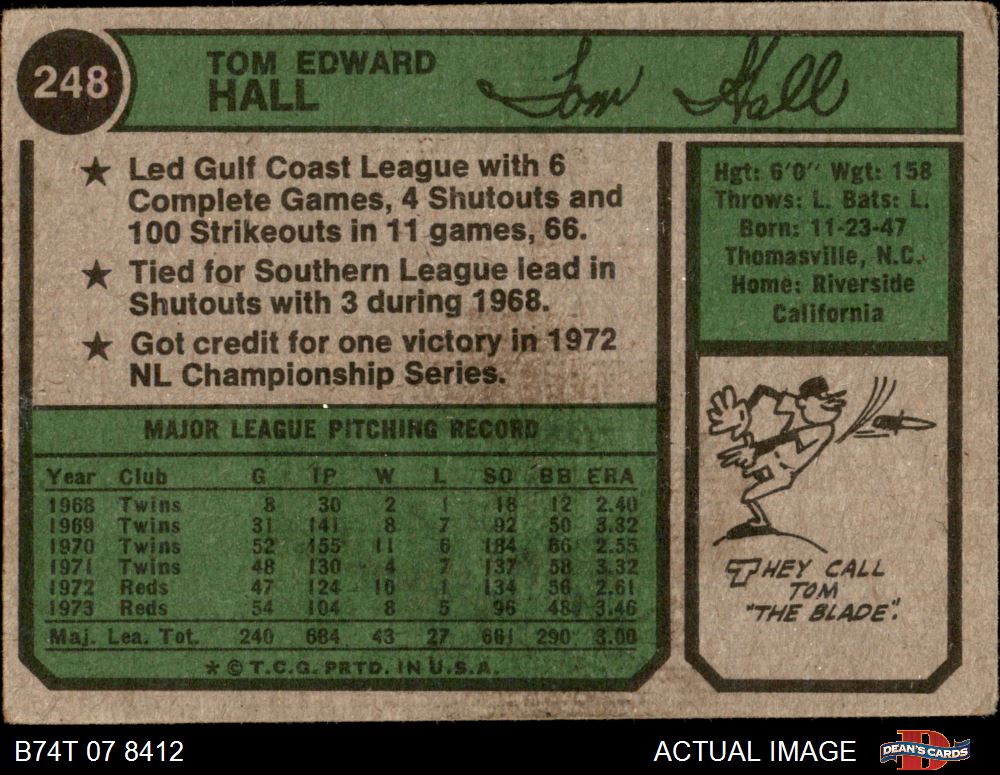 248
TOM EDWARD
HALL
Tom Hall
★ Led Gulf Coast League with 6
Complete Games, 4 Shutouts and
100 Strikeouts in 11 games, 66.
★ Tied for Southern League lead in
Shutouts with 3 during 1968.
★ Got credit for one victory in 1972
NL Championship Series.
Hgt: 6'0" Wgt: 158
Throws: L. Bats: L.
Born: 11-23-47
Thomasville, N.C.
Home: Riverside
California
MAJOR LEAGUE PITCHING RECORD
Year Club G IP W L SO BB ERA
1968 Twins 8 30 2 1 18 12 2.40
1969 Twins 31 141 8 7 92 50 3.32
1970 Twins 52 155 11 6 184 66 2.55
1971 Twins 48 130 4 7 137 58 3.32
1972 Reds 47 124 10 1 134 56 2.61
1973 Reds 54 104 8 5 96 48 3.46
Maj. Lea. Tot. 240 684 43 27 661 290 3.00
★ © T.C.G. PRTD. IN U.S.A.
THEY CALL
TOM
"THE BLADE".
B74T 07 8412
ACTUAL IMAGE
DEAN'S CARDS